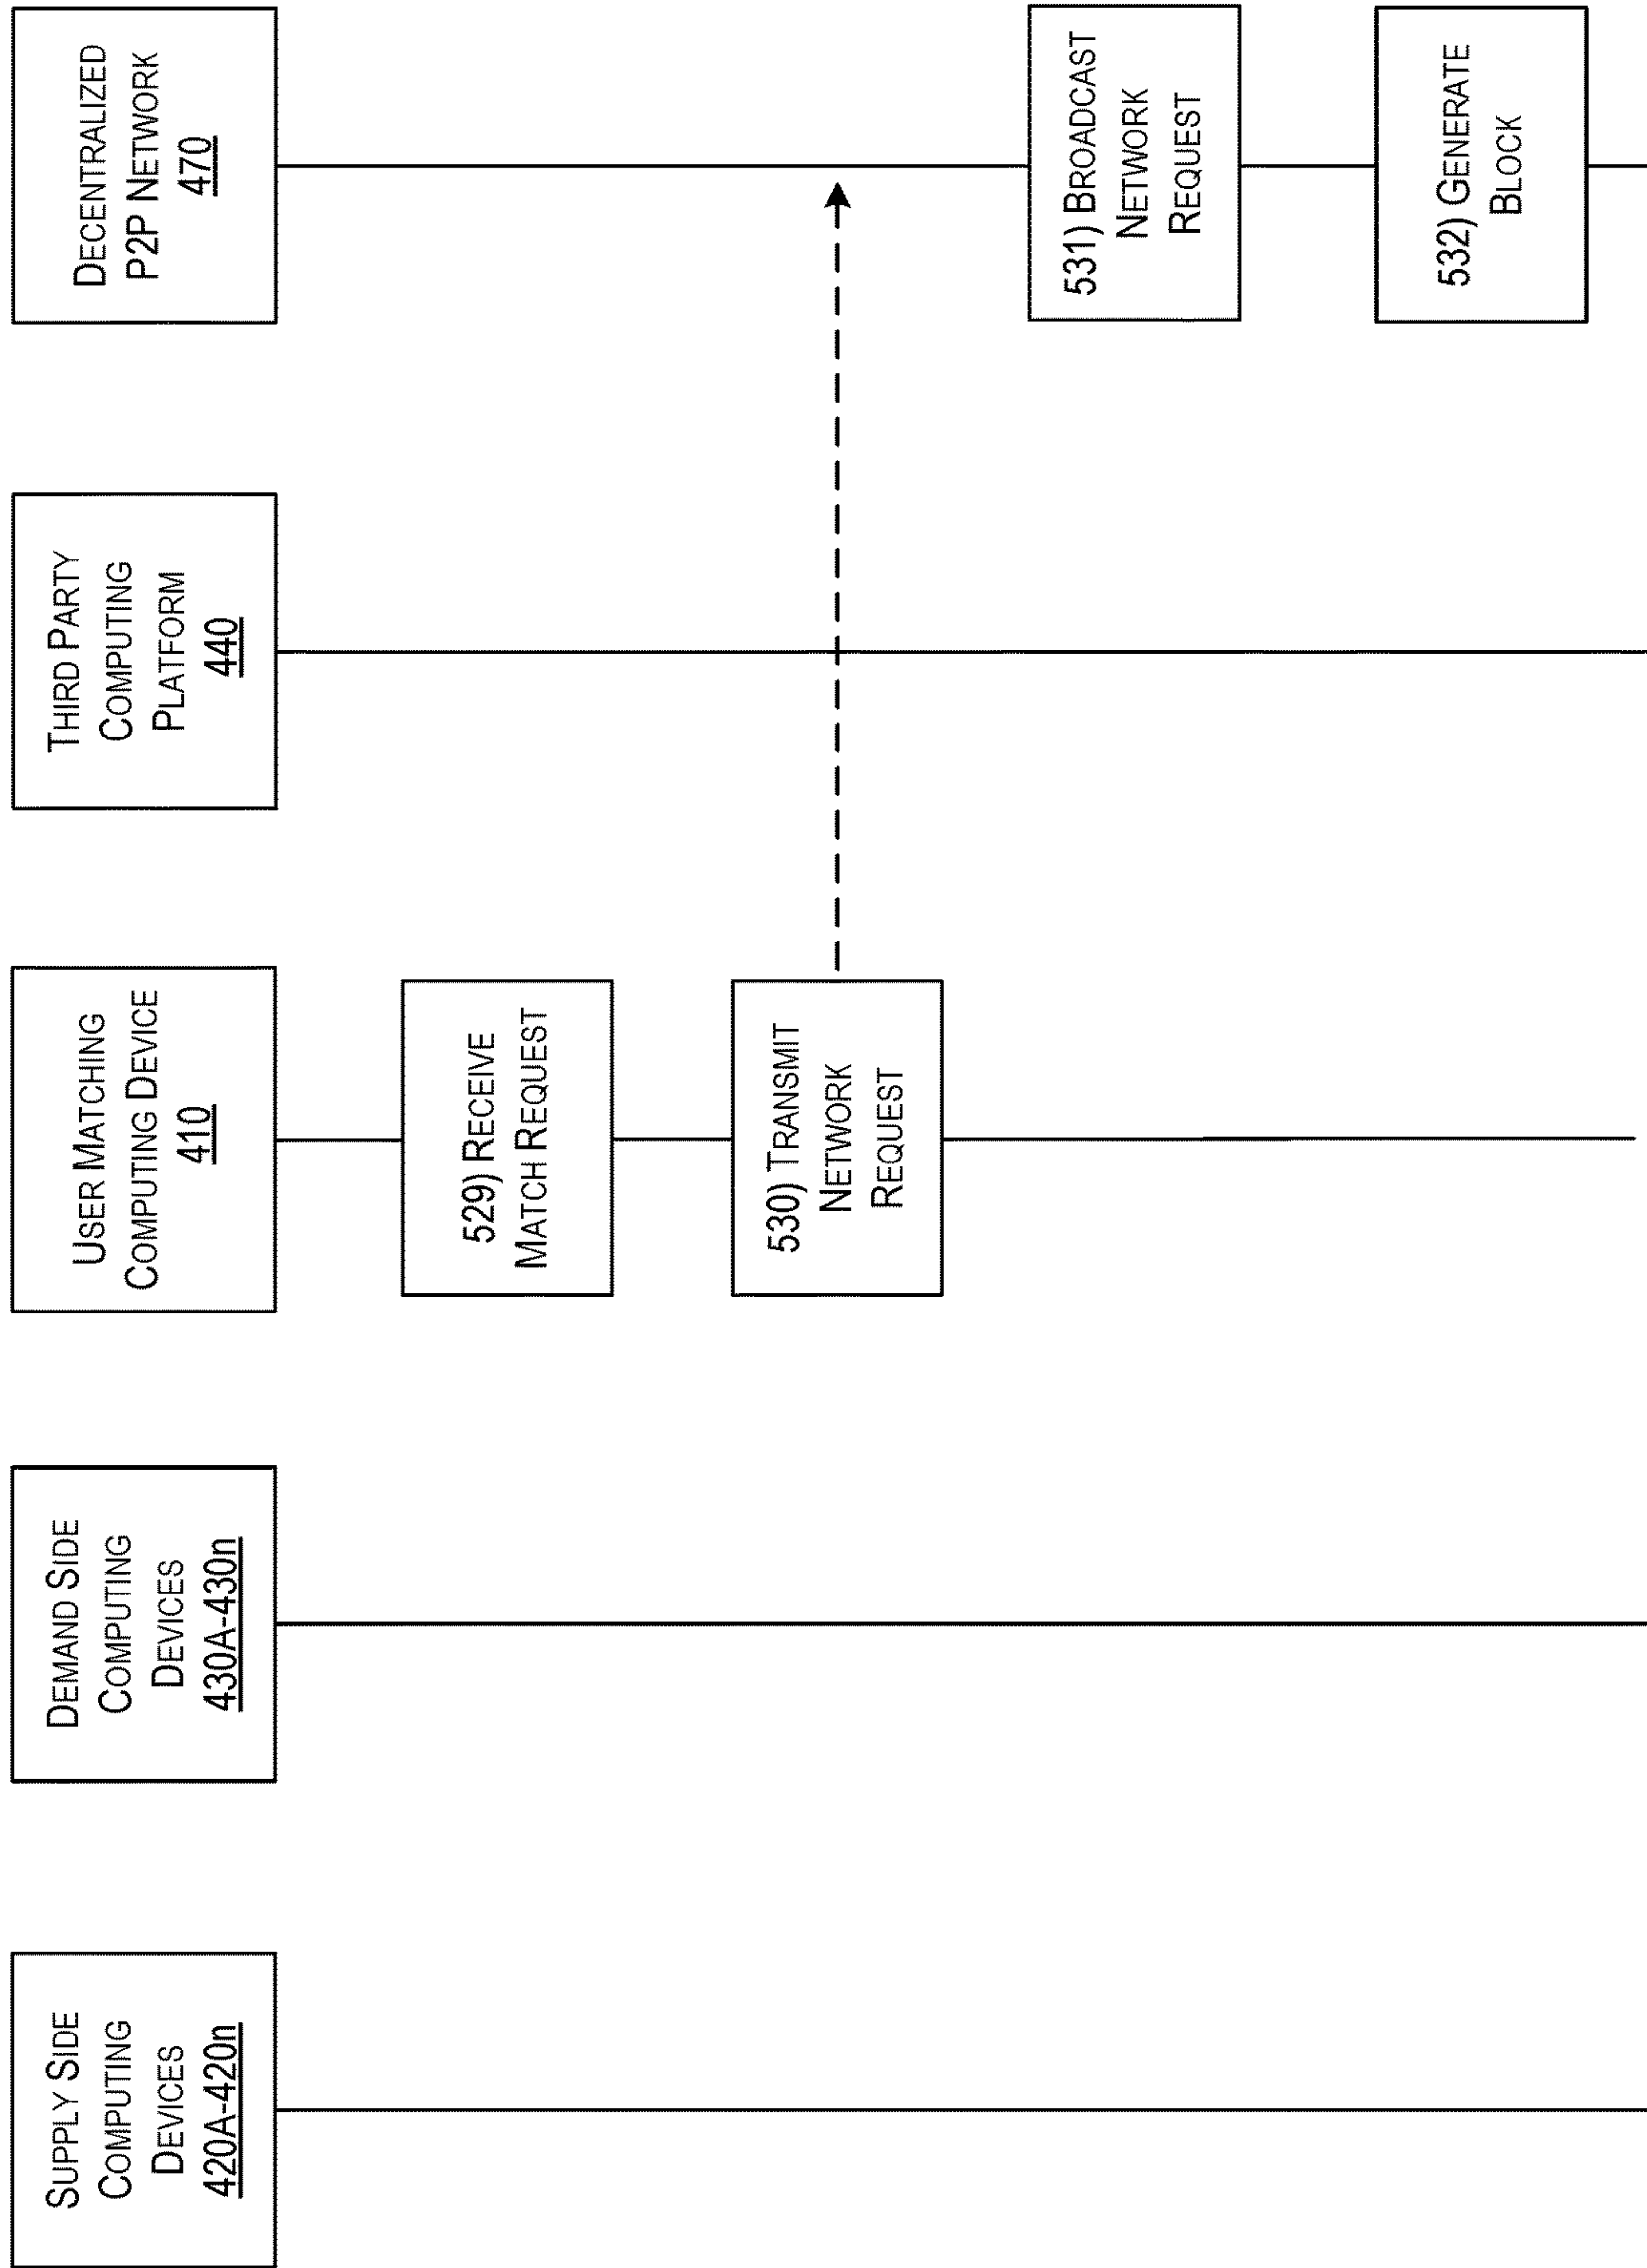 SUPPLY SIDE
COMPUTING
DEVICES
420A-420n
DEMAND SIDE
COMPUTING
DEVICES
430A-430n
USER MATCHING
COMPUTING DEVICE
410
THIRD PARTY
COMPUTING
PLATFORM
440
DECENTRALIZED
P2P NETWORK
470
529) RECEIVE
MATCH REQUEST
530) TRANSMIT
NETWORK
REQUEST
531) BROADCAST
NETWORK
REQUEST
532) GENERATE
BLOCK